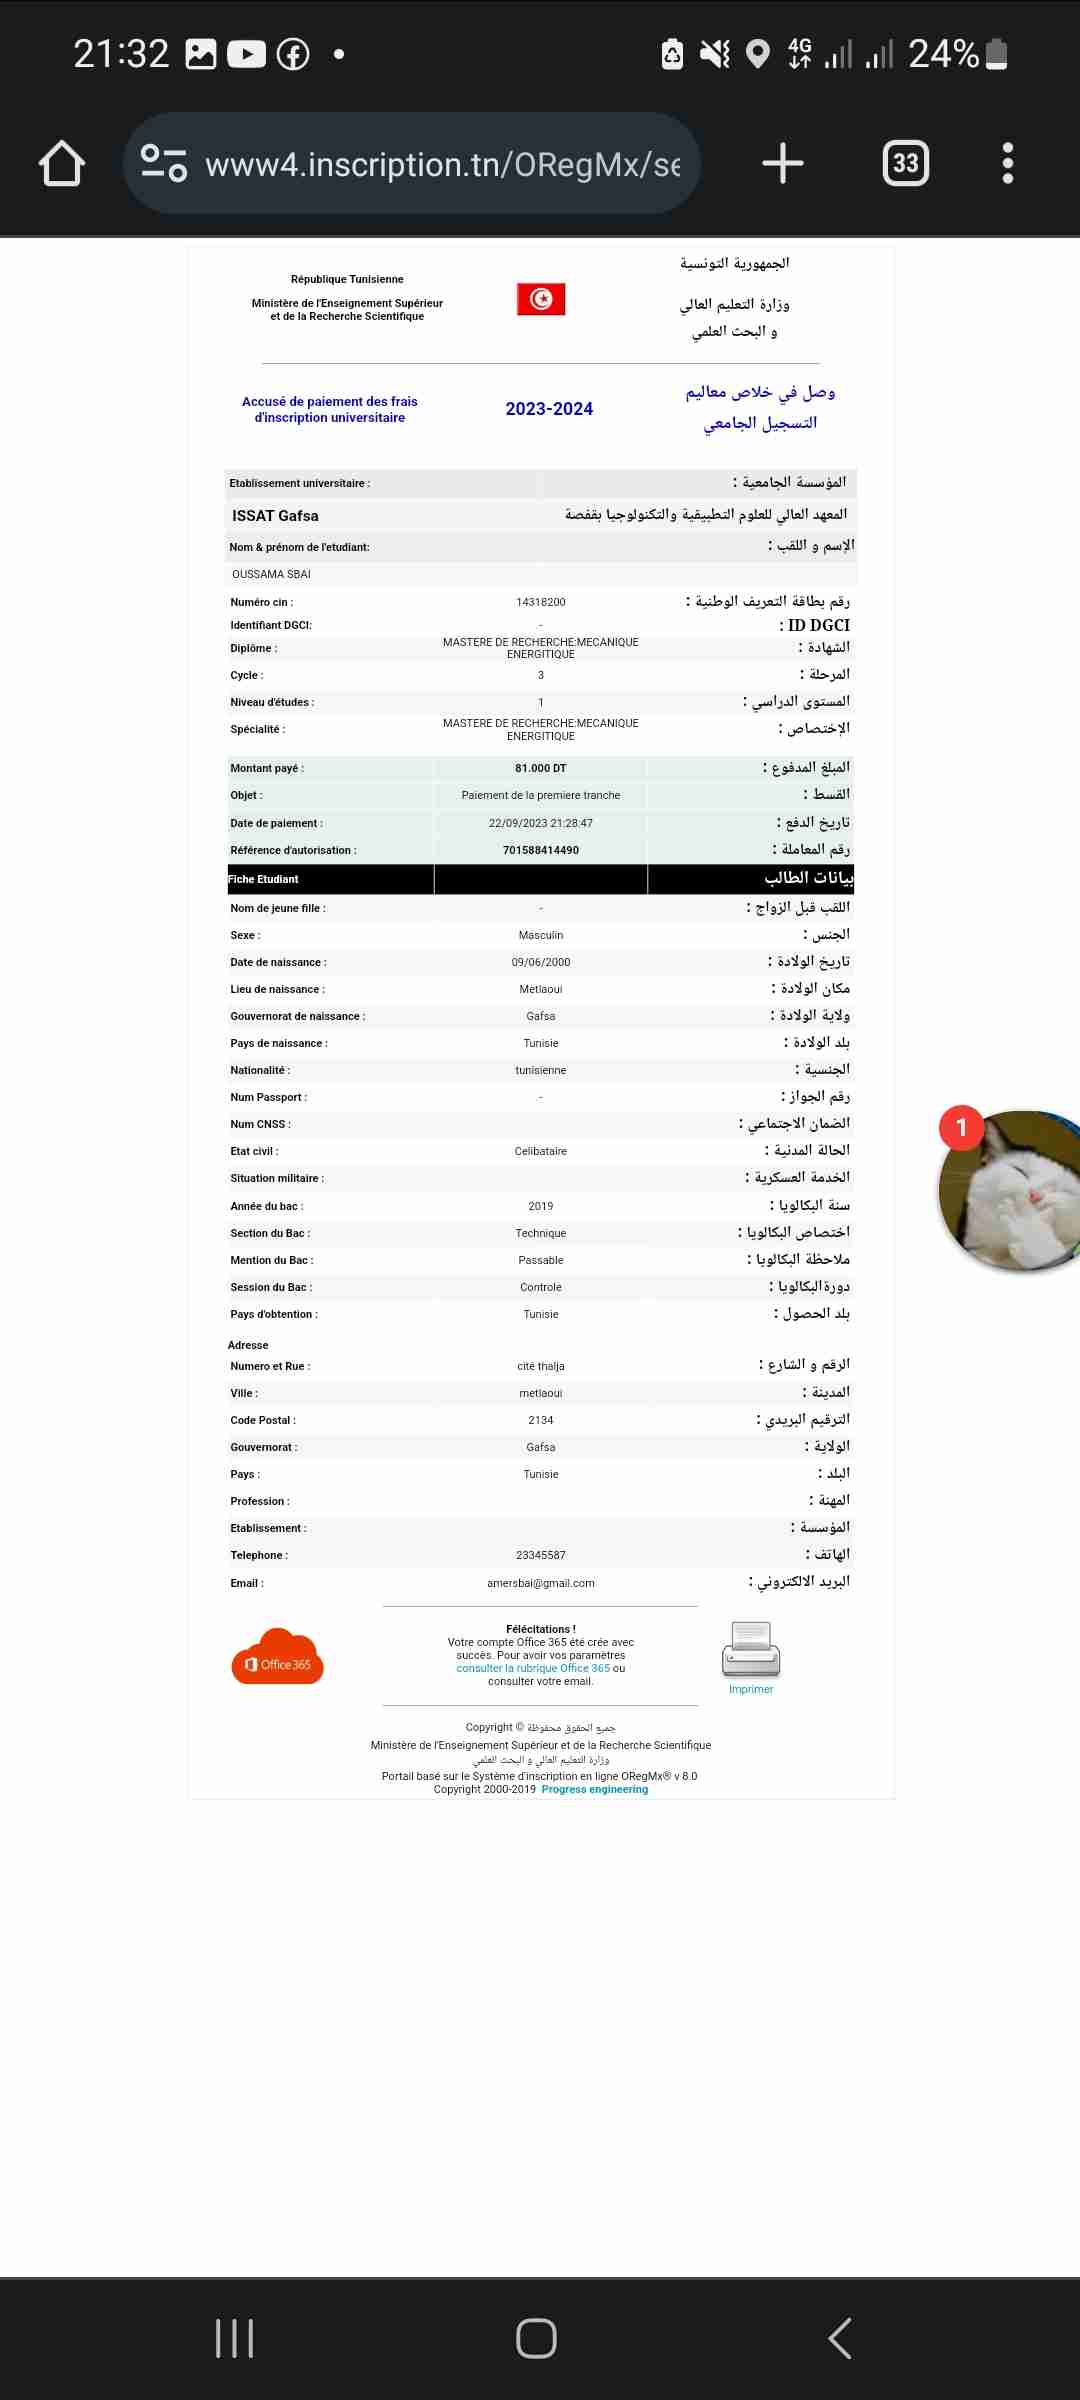 21:32
4G
24%
www4.inscription.tn/ORegMx/se
33
République Tunisienne
Ministère de l'Enseignement Supérieur
et de la Recherche Scientifique
الجمهورية التونسية
وزارة التعليم العالي
و البحث العلمي
Accusé de paiement des frais
d'inscription universitaire
2023-2024
وصل في خلاص معاليم
التسجيل الجامعي
Etablissement universitaire : المؤسسة الجامعية :
ISSAT Gafsa المعهد العالي للعلوم التطبيقية والتكنولوجيا بقفصة
Nom & prénom de l'etudiant: الإسم و اللقب :
OUSSAMA SBAI
Numéro cin : 14318200 رقم بطاقة التعريف الوطنية :
Identifiant DGCI: - ID DGCI :
Diplôme : MASTERE DE RECHERCHE:MECANIQUE ENERGITIQUE الشهادة :
Cycle : 3 المرحلة :
Niveau d'études : 1 المستوى الدراسي :
Spécialité : MASTERE DE RECHERCHE:MECANIQUE ENERGITIQUE الإختصاص :
Montant payé : 81.000 DT المبلغ المدفوع :
Objet : Paiement de la premiere tranche القسط :
Date de paiement : 22/09/2023 21:28:47 تاريخ الدفع :
Référence d'autorisation : 701588414490 رقم المعاملة :
Fiche Etudiant بيانات الطالب
Nom de jeune fille : - اللقب قبل الزواج :
Sexe : Masculin الجنس :
Date de naissance : 09/06/2000 تاريخ الولادة :
Lieu de naissance : Metlaoui مكان الولادة :
Gouvernorat de naissance : Gafsa ولاية الولادة :
Pays de naissance : Tunisie بلد الولادة :
Nationalité : tunisienne الجنسية :
Num Passport : - رقم الجواز :
Num CNSS : الضمان الاجتماعي :
Etat civil : Celibataire الحالة المدنية :
Situation militaire : الخدمة العسكرية :
Année du bac : 2019 سنة البكالويا :
Section du Bac : Technique اختصاص البكالويا :
Mention du Bac : Passable ملاحظة البكالويا :
Session du Bac : Controle دورة البكالويا :
Pays d'obtention : Tunisie بلد الحصول :
Adresse
Numero et Rue : cité thalja الرقم و الشارع :
Ville : metlaoui المدينة :
Code Postal : 2134 الترقيم البريدي :
Gouvernorat : Gafsa الولاية :
Pays : Tunisie البلد :
Profession : المهنة :
Etablissement : المؤسسة :
Telephone : 23345587 الهاتف :
Email : amersbai@gmail.com البريد الالكتروني :
1
Office 365
Félécitations !
Votre compte Office 365 été crée avec
succès. Pour avoir vos paramètres
consulter la rubrique Office 365 ou
consulter votre email.
Imprimer
Copyright © جميع الحقوق محفوظة
Ministère de l'Enseignement Supérieur et de la Recherche Scientifique
وزارة التعليم العالي و البحث العلمي
Portail basé sur le Système d'inscription en ligne ORegMx® v 8.0
Copyright 2000-2019 Progress engineering